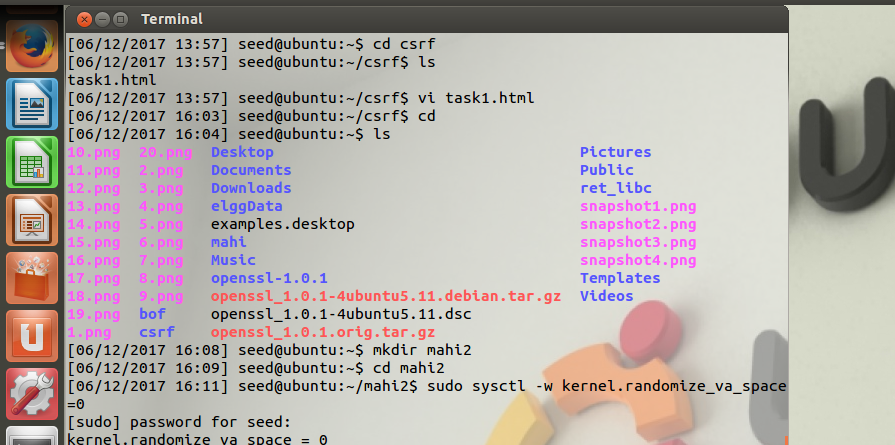 Terminal
[06/12/2017 13:57] seed@ubuntu:~$ cd csrf
[06/12/2017 13:57] seed@ubuntu:~/csrf$ ls
task1.html
[06/12/2017 13:57] seed@ubuntu:~/csrf$ vi task1.html
[06/12/2017 16:03] seed@ubuntu:~/csrf$ cd
[06/12/2017 16:04] seed@ubuntu:~$ ls
10.png 20.png Desktop Pictures
11.png 2.png Documents Public
12.png 3.png Downloads ret_libc
13.png 4.png elggData snapshot1.png
14.png 5.png examples.desktop snapshot2.png
15.png 6.png mahi snapshot3.png
16.png 7.png Music snapshot4.png
17.png 8.png openssl-1.0.1 Templates
18.png 9.png openssl_1.0.1-4ubuntu5.11.debian.tar.gz Videos
19.png bof openssl_1.0.1-4ubuntu5.11.dsc
1.png csrf openssl_1.0.1.orig.tar.gz
[06/12/2017 16:08] seed@ubuntu:~$ mkdir mahi2
[06/12/2017 16:09] seed@ubuntu:~$ cd mahi2
[06/12/2017 16:11] seed@ubuntu:~/mahi2$ sudo sysctl -w kernel.randomize_va_space
=0
[sudo] password for seed:
kernel.randomize_va_space = 0